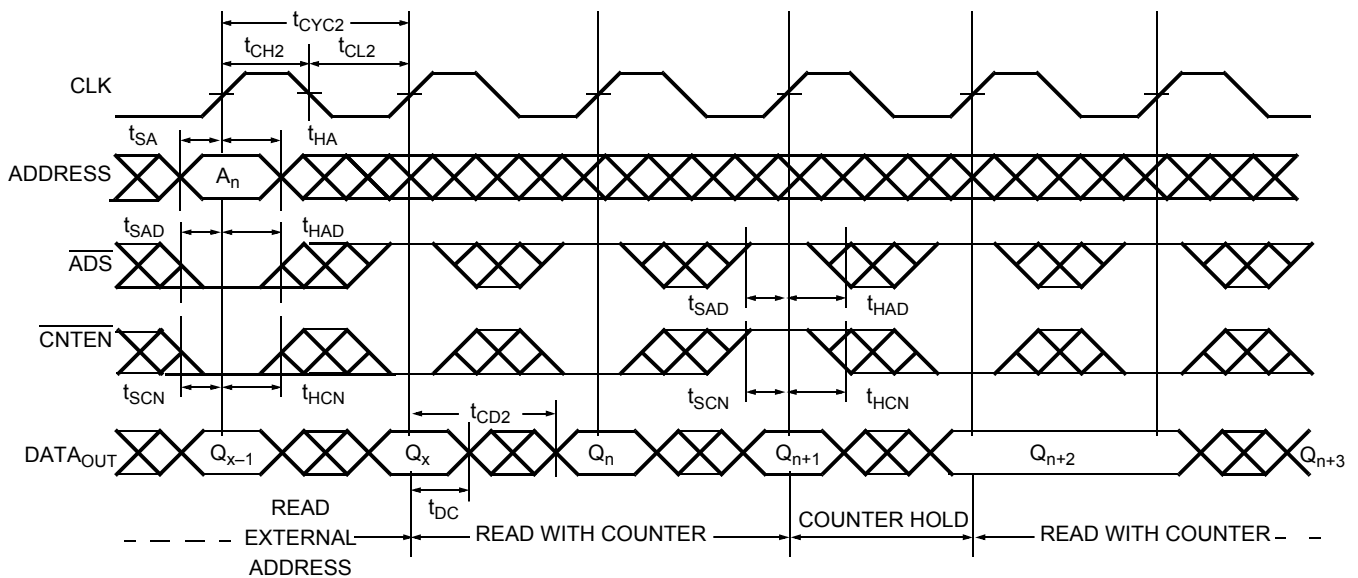 tCYC2
tCH2
tCL2
CLK
tSA
tHA
ADDRESS
An
tSAD
tHAD
ADS
tSAD
tHAD
CNTEN
tSCN
tHCN
tSCN
tHCN
tCD2
DATAOUT
Qx–1
Qx
Qn
Qn+1
Qn+2
Qn+3
tDC
READ
EXTERNAL
ADDRESS
READ WITH COUNTER
COUNTER HOLD
READ WITH COUNTER